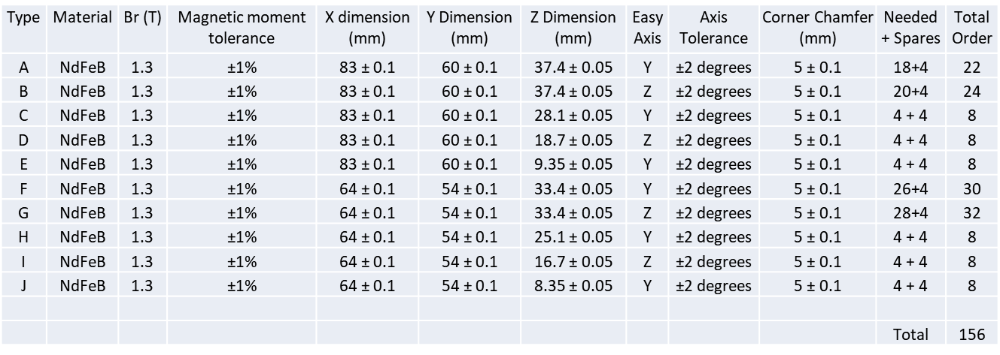 Type Material Br (T) Magnetic moment tolerance X dimension (mm) Y Dimension (mm) Z Dimension (mm) Easy Axis Axis Tolerance Corner Chamfer (mm) Needed + Spares Total Order
A NdFeB 1.3 ±1% 83 ± 0.1 60 ± 0.1 37.4 ± 0.05 Y ±2 degrees 5 ± 0.1 18+4 22
B NdFeB 1.3 ±1% 83 ± 0.1 60 ± 0.1 37.4 ± 0.05 Z ±2 degrees 5 ± 0.1 20+4 24
C NdFeB 1.3 ±1% 83 ± 0.1 60 ± 0.1 28.1 ± 0.05 Y ±2 degrees 5 ± 0.1 4 + 4 8
D NdFeB 1.3 ±1% 83 ± 0.1 60 ± 0.1 18.7 ± 0.05 Z ±2 degrees 5 ± 0.1 4 + 4 8
E NdFeB 1.3 ±1% 83 ± 0.1 60 ± 0.1 9.35 ± 0.05 Y ±2 degrees 5 ± 0.1 4 + 4 8
F NdFeB 1.3 ±1% 64 ± 0.1 54 ± 0.1 33.4 ± 0.05 Y ±2 degrees 5 ± 0.1 26+4 30
G NdFeB 1.3 ±1% 64 ± 0.1 54 ± 0.1 33.4 ± 0.05 Z ±2 degrees 5 ± 0.1 28+4 32
H NdFeB 1.3 ±1% 64 ± 0.1 54 ± 0.1 25.1 ± 0.05 Y ±2 degrees 5 ± 0.1 4 + 4 8
I NdFeB 1.3 ±1% 64 ± 0.1 54 ± 0.1 16.7 ± 0.05 Z ±2 degrees 5 ± 0.1 4 + 4 8
J NdFeB 1.3 ±1% 64 ± 0.1 54 ± 0.1 8.35 ± 0.05 Y ±2 degrees 5 ± 0.1 4 + 4 8
Total 156